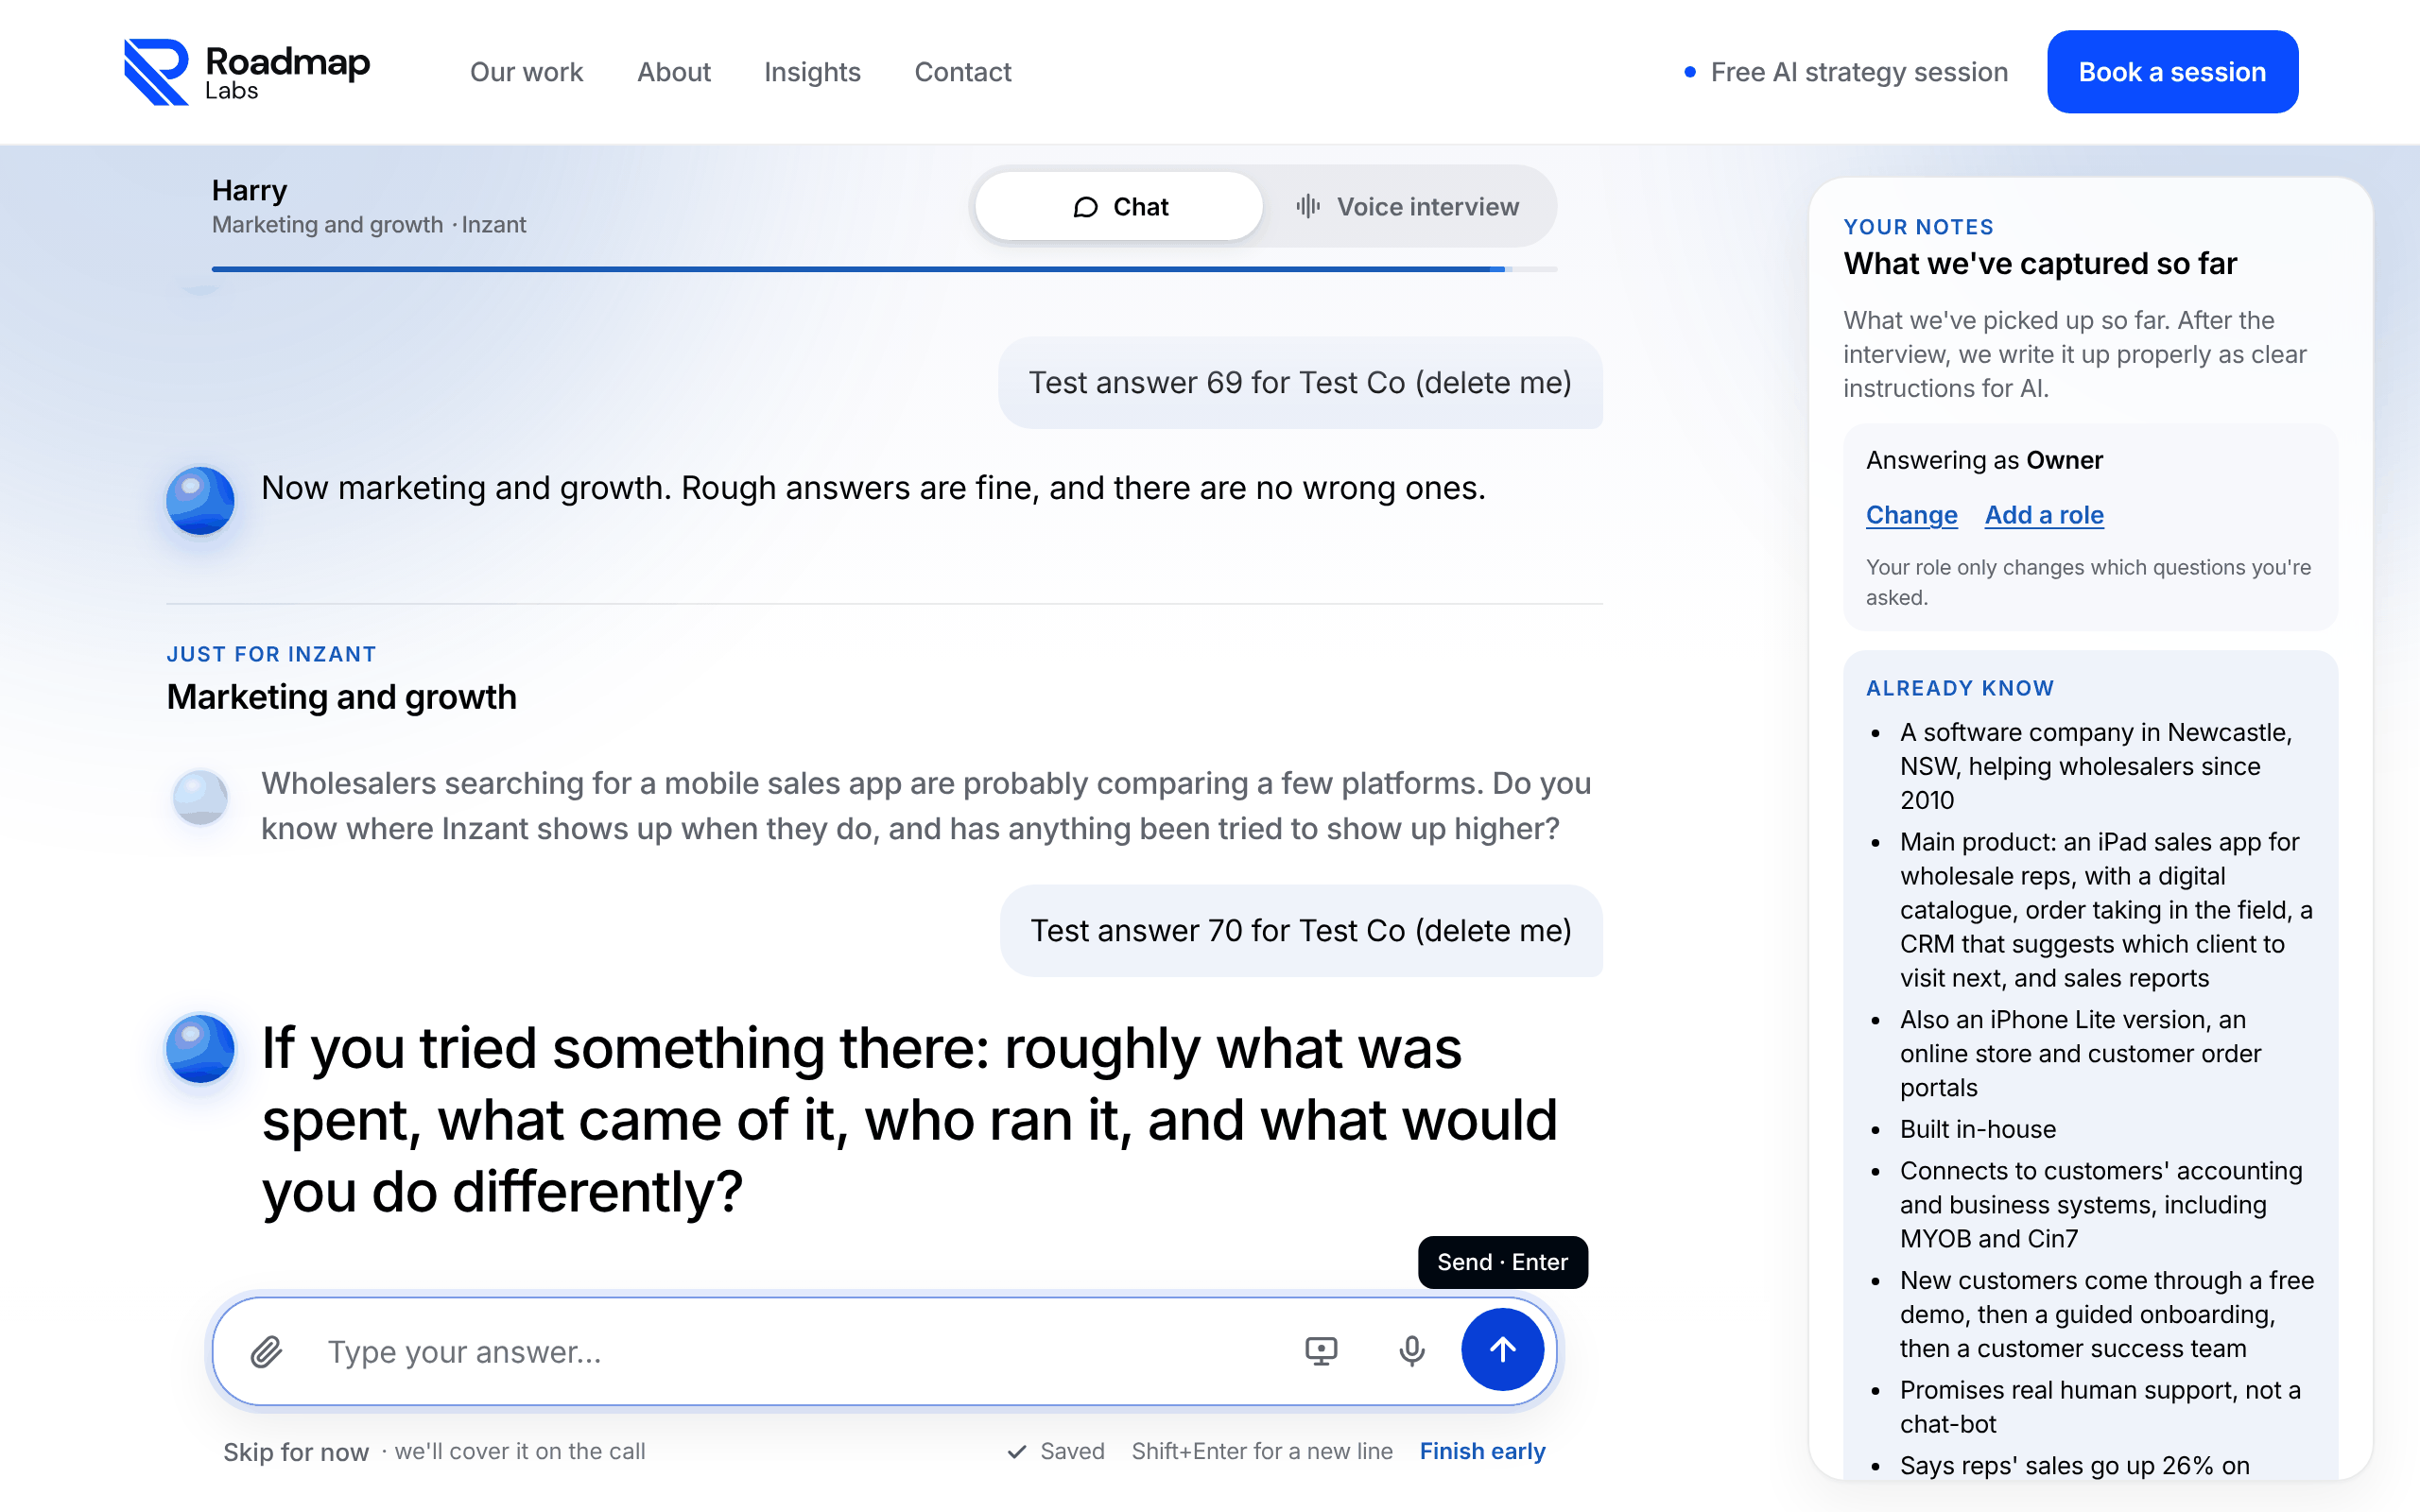 Roadmap
Labs
Our work
About
Insights
Contact
Free AI strategy session
Book a session
Harry
Marketing and growth · Inzant
Chat
Voice interview
Test answer 69 for Test Co (delete me)
Now marketing and growth. Rough answers are fine, and there are no wrong ones.
JUST FOR INZANT
Marketing and growth
Wholesalers searching for a mobile sales app are probably comparing a few platforms. Do you
know where Inzant shows up when they do, and has anything been tried to show up higher?
Test answer 70 for Test Co (delete me)
If you tried something there: roughly what was
spent, what came of it, who ran it, and what would
you do differently?
Send · Enter
Type your answer...
Skip for now · we'll cover it on the call
Saved
Shift+Enter for a new line
Finish early
YOUR NOTES
What we've captured so far
What we've picked up so far. After the
interview, we write it up properly as clear
instructions for AI.
Answering as Owner
Change
Add a role
Your role only changes which questions you're
asked.
ALREADY KNOW
• A software company in Newcastle,
NSW, helping wholesalers since
2010
• Main product: an iPad sales app for
wholesale reps, with a digital
catalogue, order taking in the field, a
CRM that suggests which client to
visit next, and sales reports
• Also an iPhone Lite version, an
online store and customer order
portals
• Built in-house
• Connects to customers' accounting
and business systems, including
MYOB and Cin7
• New customers come through a free
demo, then a guided onboarding,
then a customer success team
• Promises real human support, not a
chat-bot
• Says reps' sales go up 26% on